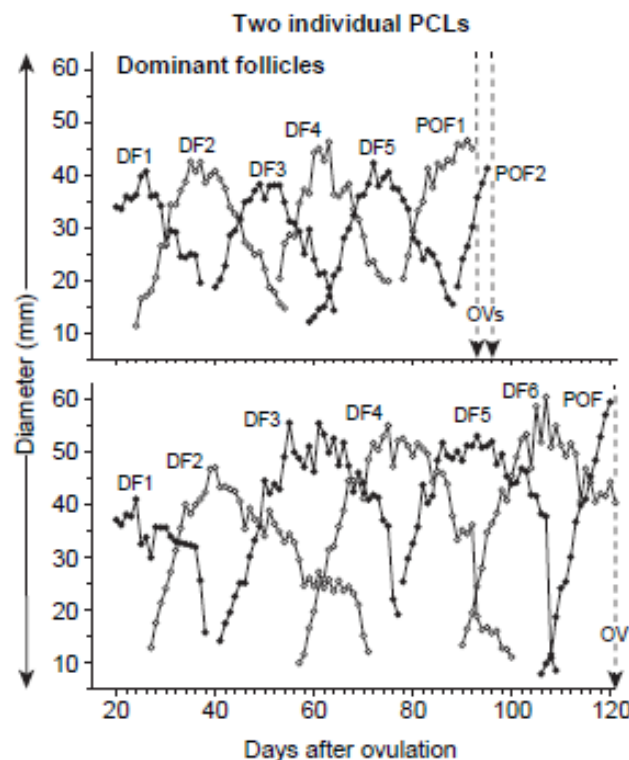 Two individual PCLs
Dominant follicles
60
50
40
30
20
10
DF1
DF2
DF3
DF4
DF5
POF1
POF2
OVs
Diameter (mm)
60
50
40
30
20
10
DF1
DF2
DF3
DF4
DF5
DF6
POF
OV
20 40 60 80 100 120
Days after ovulation